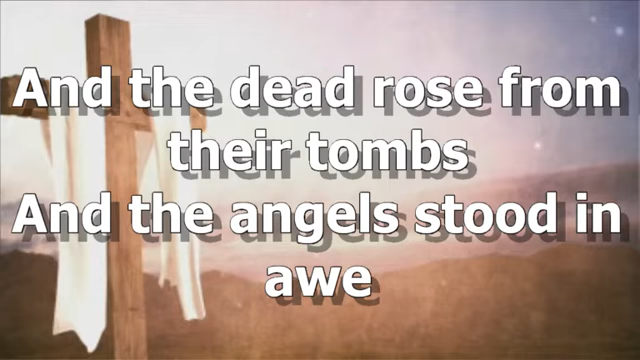 And the dead rose from
their tombs
And the angels stood in
awe